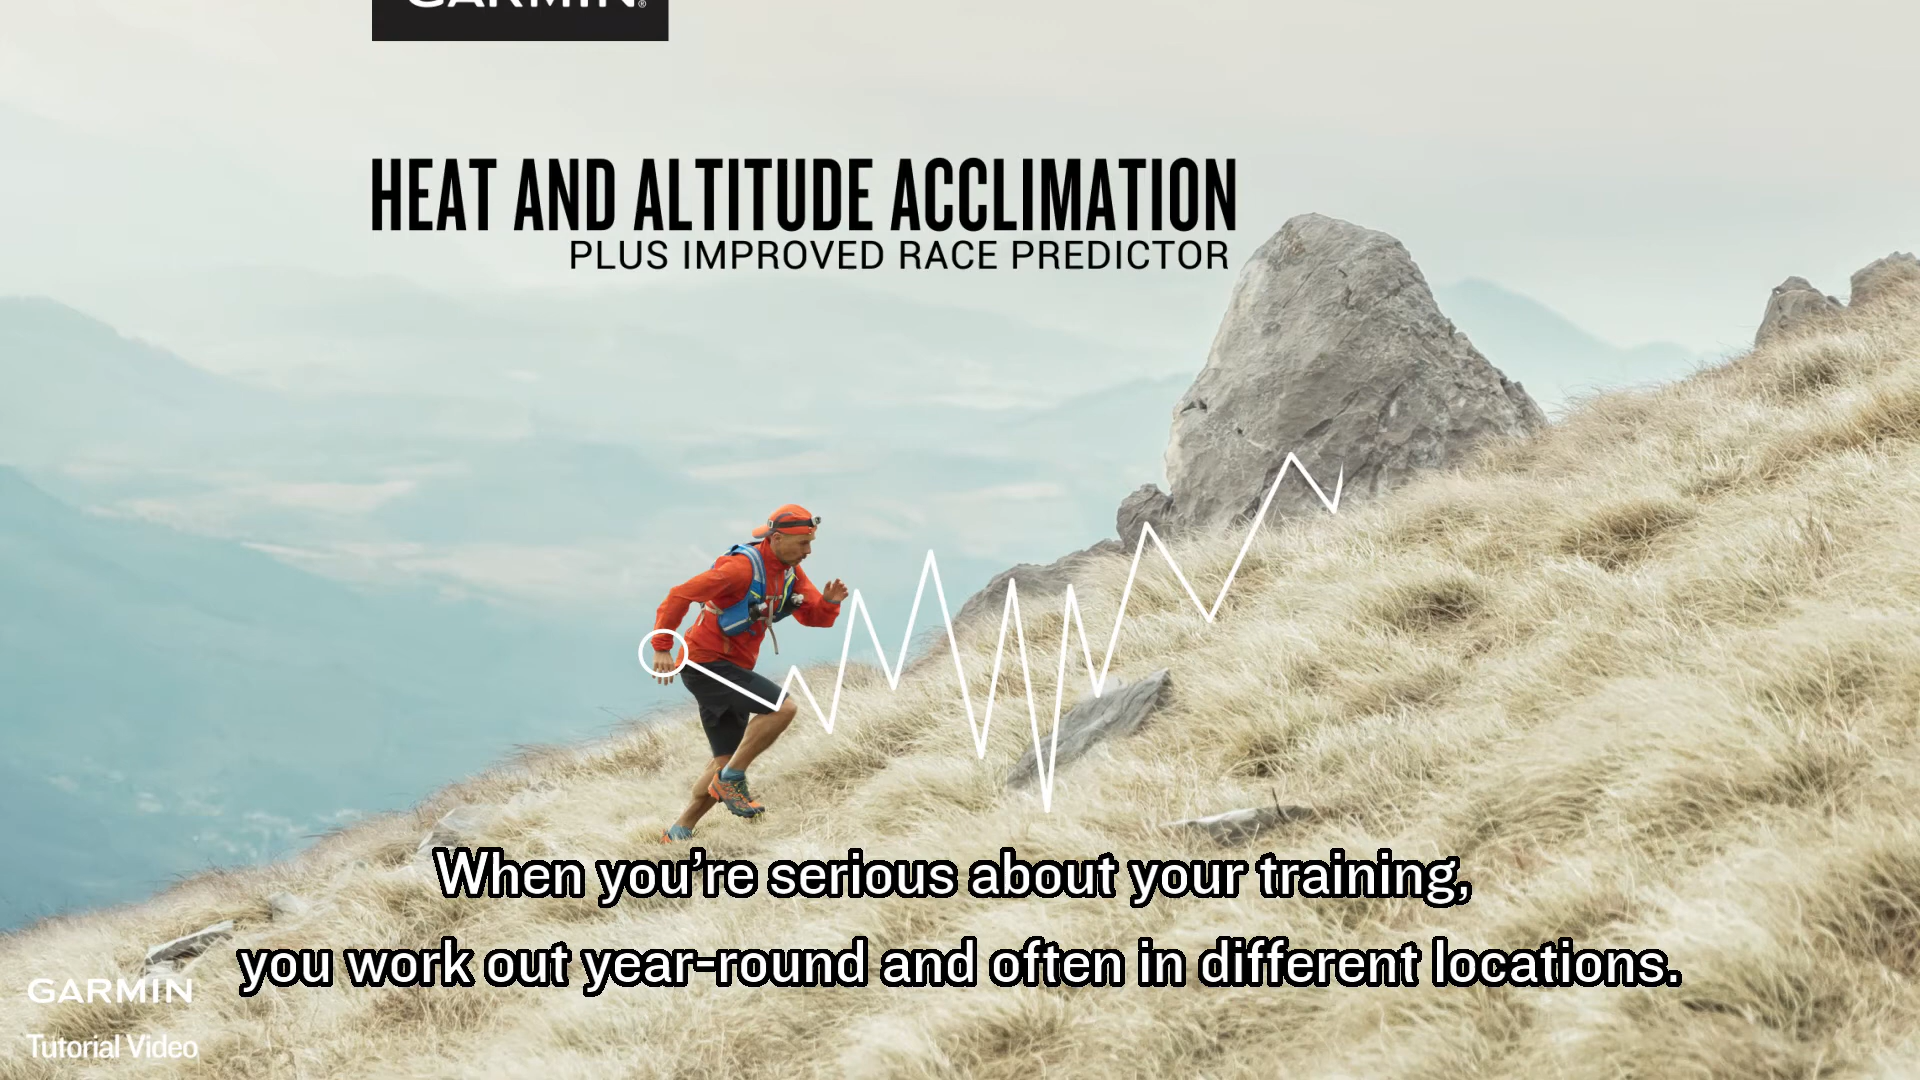 GARMIN®
HEAT AND ALTITUDE ACCLIMATION
PLUS IMPROVED RACE PREDICTOR
When you’re serious about your training,
you work out year-round and often in different locations.
GARMIN
Tutorial Video